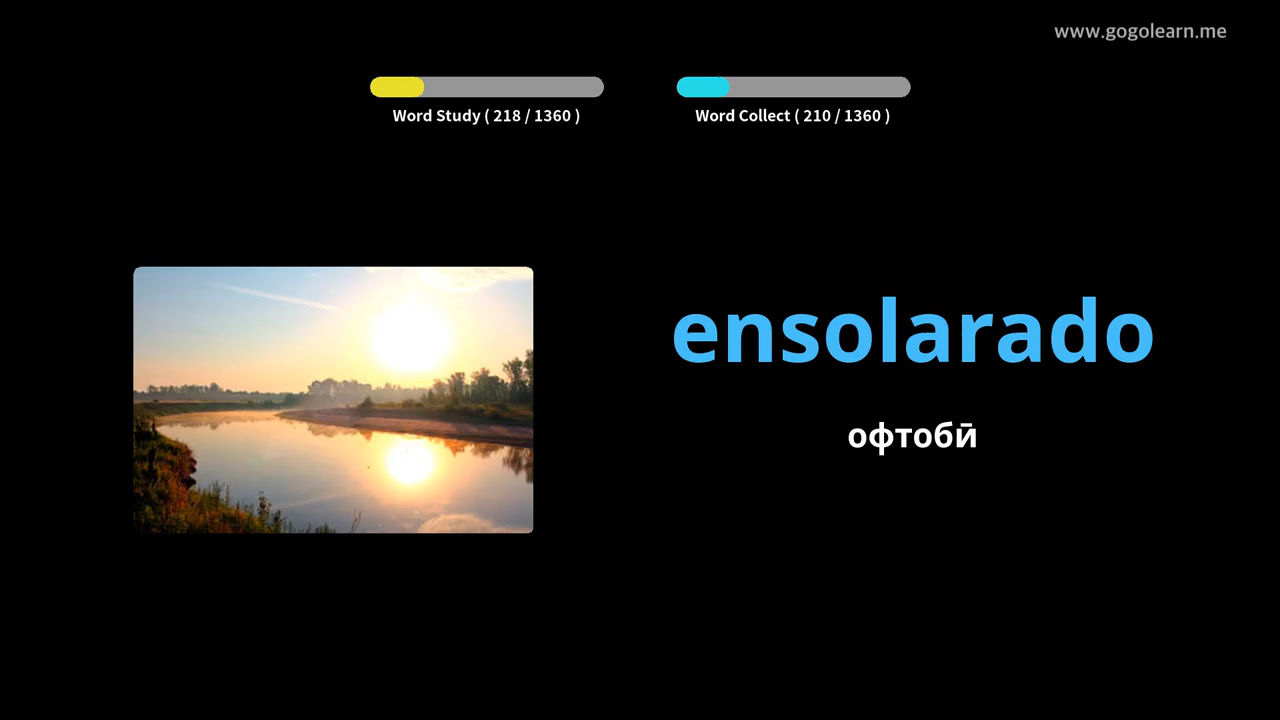 www.gogolearn.me
Word Study ( 218 / 1360 )
Word Collect ( 210 / 1360 )
ensolarado
офтобӣ